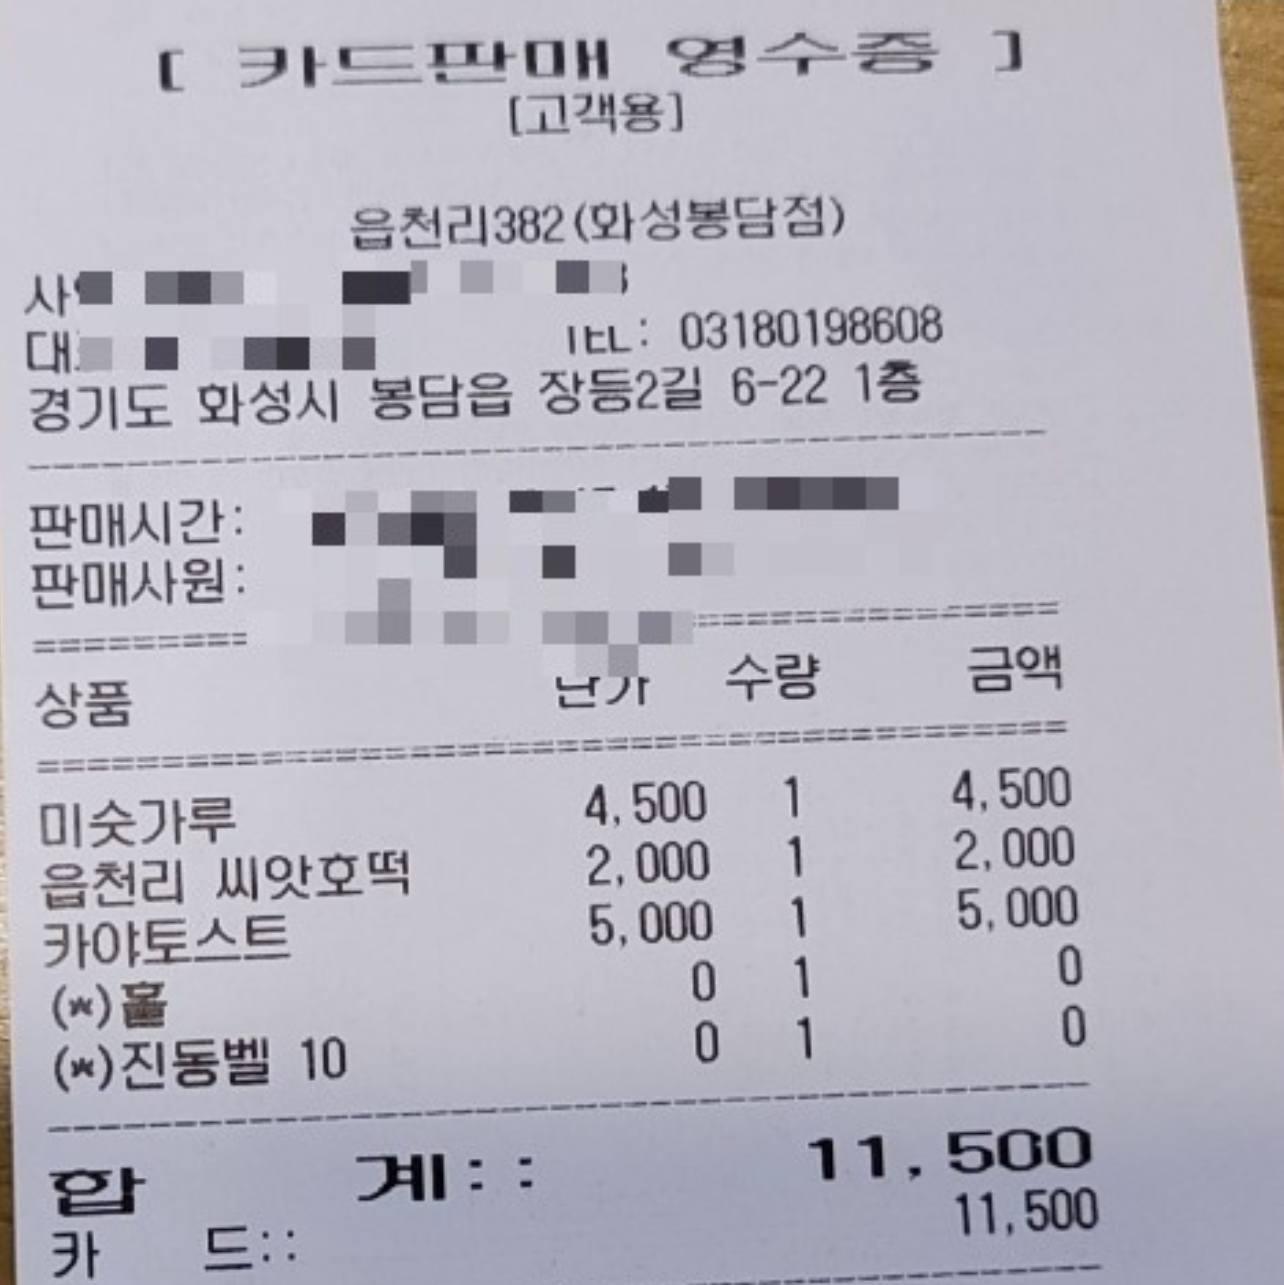 [ 카드판매 영수증 ]
[고객용]
읍천리382(화성봉담점)
TEL: 03180198608
경기도 화성시 봉담읍 장등2길 6-22 1층
판매시간:
판매사원:
상품 단가 수량 금액
미숫가루 4,500 1 4,500
읍천리 씨앗호떡 2,000 1 2,000
카야토스트 5,000 1 5,000
(*)홀 0 1 0
(*)진동벨 10 0 1 0
합 계:: 11,500
카 드:: 11,500